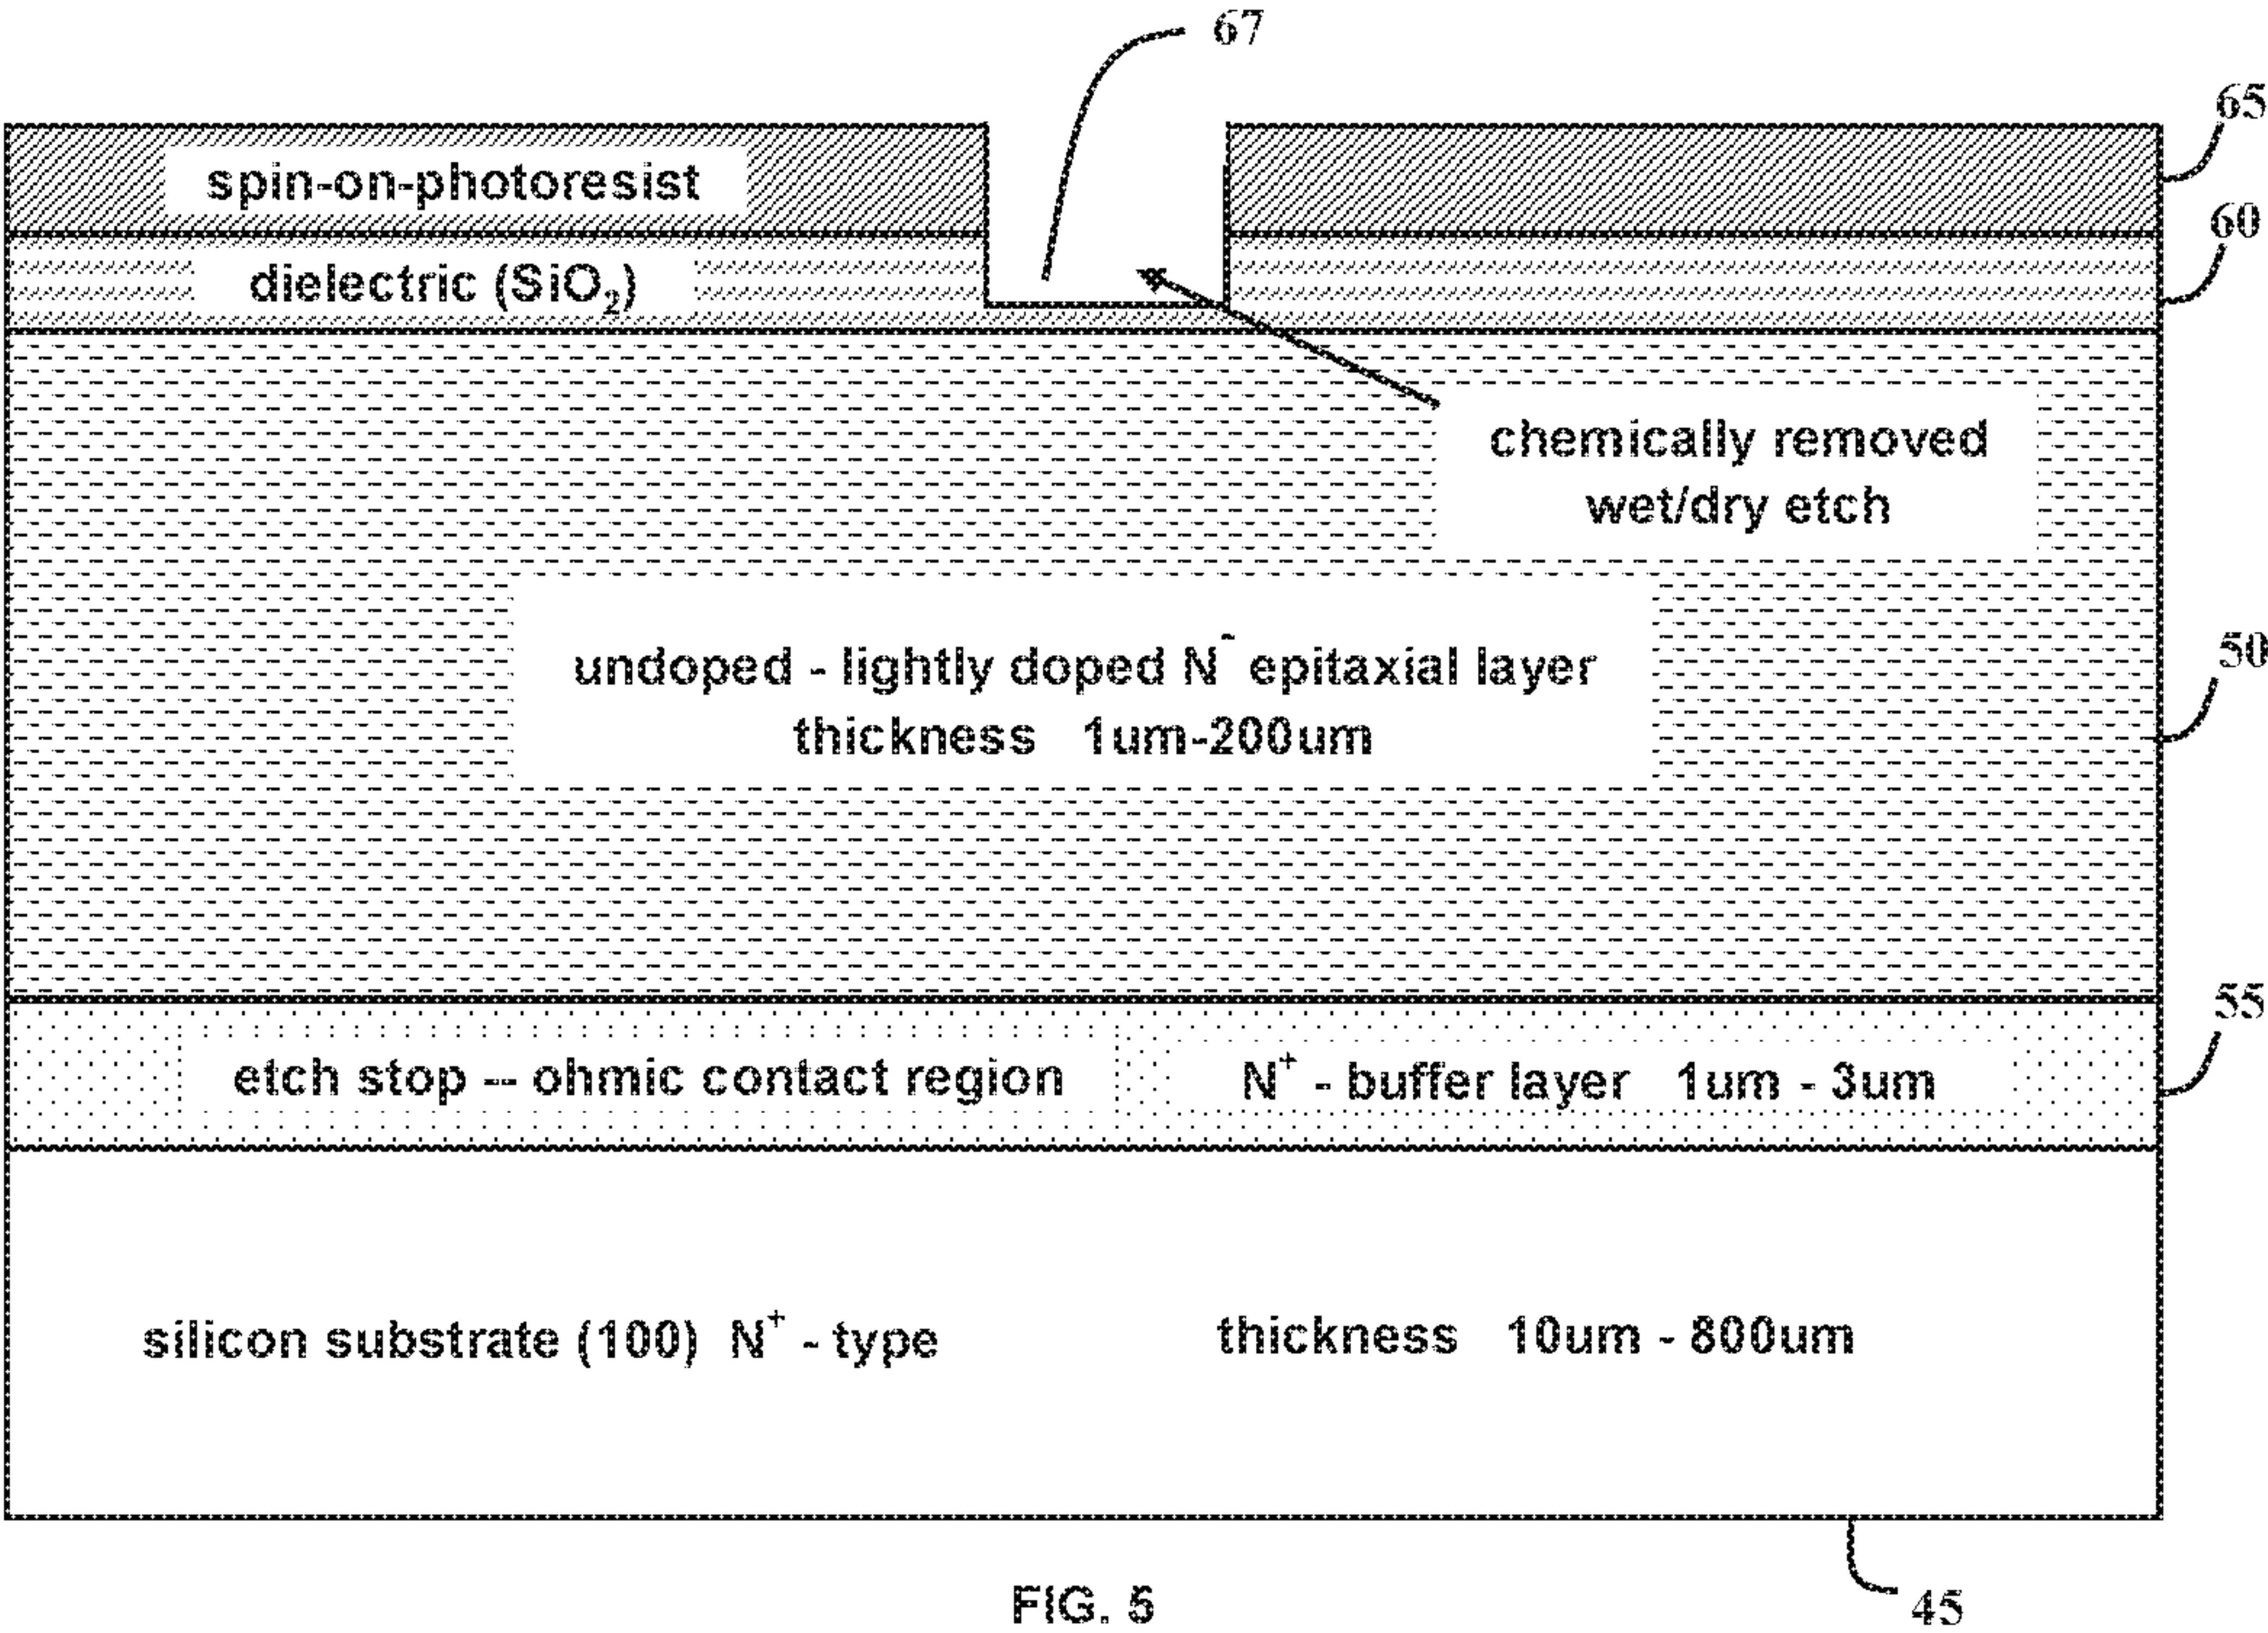 67
65
spin-on-photoresist
60
dielectric (SiO₂)
chemically removed
wet/dry etch
undoped - lightly doped N⁻ epitaxial layer
thickness 1um-200um
50
55
etch stop -- ohmic contact region
N⁺ - buffer layer 1um - 3um
silicon substrate (100) N⁺ - type
thickness 10um - 800um
45
FIG. 5